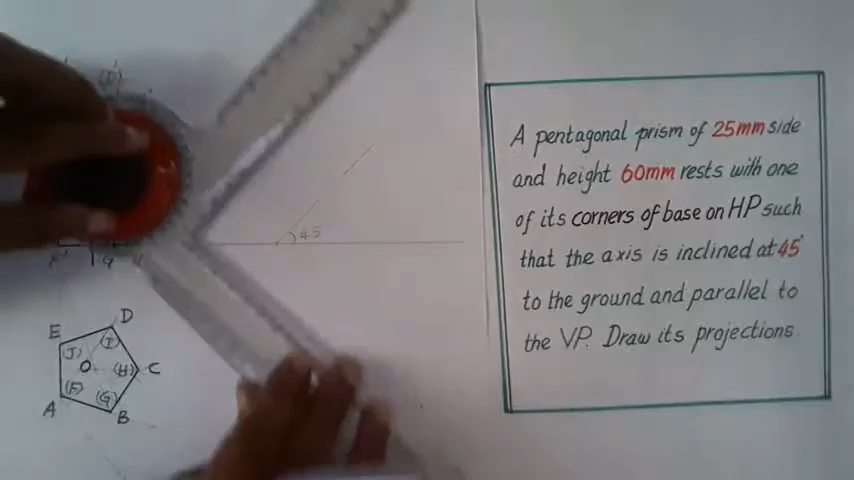 A pentagonal prism of 25mm side
and height 60mm rests with one
of its corners of base on HP such
that the axis is inclined at 45°
to the ground and parallel to
the VP. Draw its projections.
(D)
45
G'
E
D
(J)
(I)
O
(H)
C
(F)
(G)
A
B